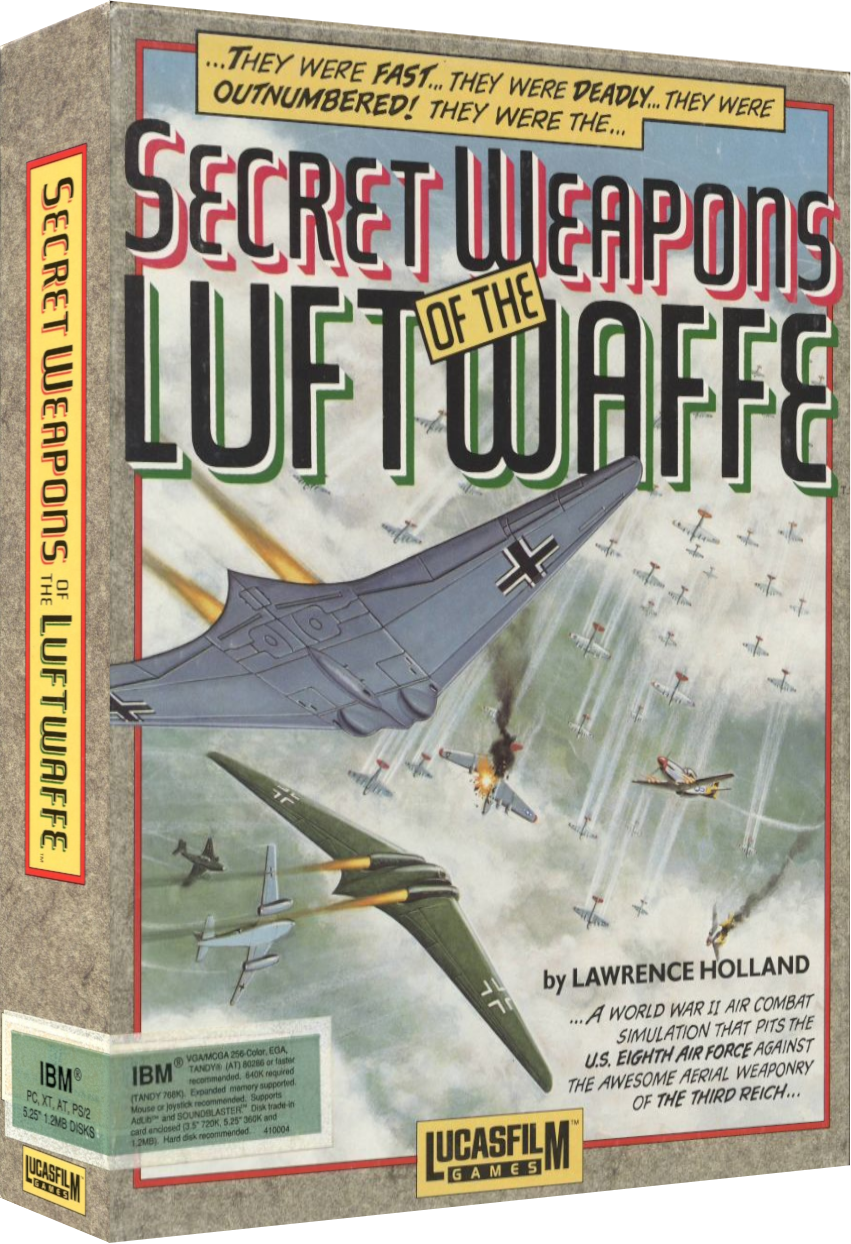 ...THEY WERE FAST... THEY WERE DEADLY... THEY WERE
OUTNUMBERED! THEY WERE THE...
SECRET WEAPONS
OF THE
LUFTWAFFE
by LAWRENCE HOLLAND
...A WORLD WAR II AIR COMBAT
SIMULATION THAT PITS THE
U.S. EIGHTH AIR FORCE AGAINST
THE AWESOME AERIAL WEAPONRY
OF THE THIRD REICH...
IBM® VGA/MCGA 256-Color, EGA,
TANDY® (AT) 80286 or faster
recommended. 640K required
(TANDY 768K). Expanded memory supported.
Mouse or joystick recommended. Supports
AdLib™ and SOUNDBLASTER™ Disk trade-in
card enclosed (3.5" 720K, 5.25" 360K and
1.2MB). Hard disk recommended. 410004
LUCASFILM™
GAMES
SECRET WEAPONS OF THE LUFTWAFFE™
IBM®
PC, XT, AT, PS/2
5.25" 1.2MB DISKS
LUCASFILM™
GAMES